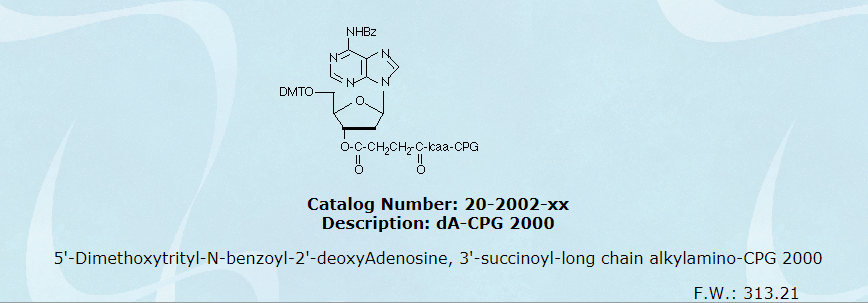 NHBz
N
N
N
N
DMTO
O
O-C-CH2CH2-C-lcaa-CPG
O
O
Catalog Number: 20-2002-xx
Description: dA-CPG 2000
5'-Dimethoxytrityl-N-benzoyl-2'-deoxyAdenosine, 3'-succinoyl-long chain alkylamino-CPG 2000
F.W.: 313.21